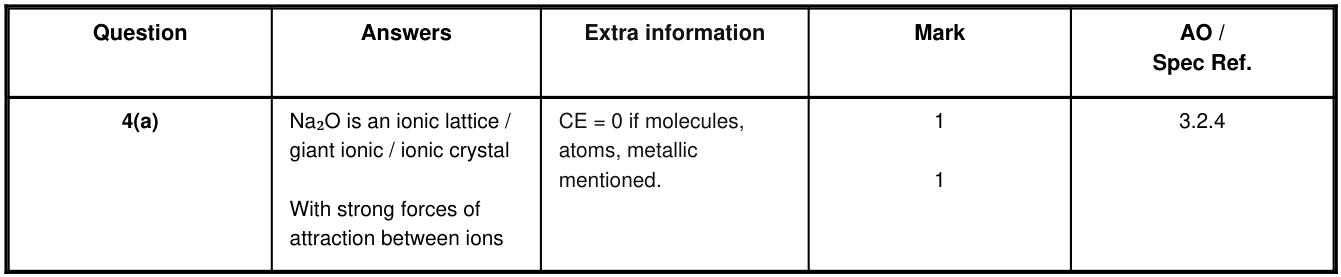 Question Answers Extra information Mark AO /
Spec Ref.
4(a) Na₂O is an ionic lattice / CE = 0 if molecules, 1 3.2.4
giant ionic / ionic crystal atoms, metallic
mentioned. 1
With strong forces of
attraction between ions